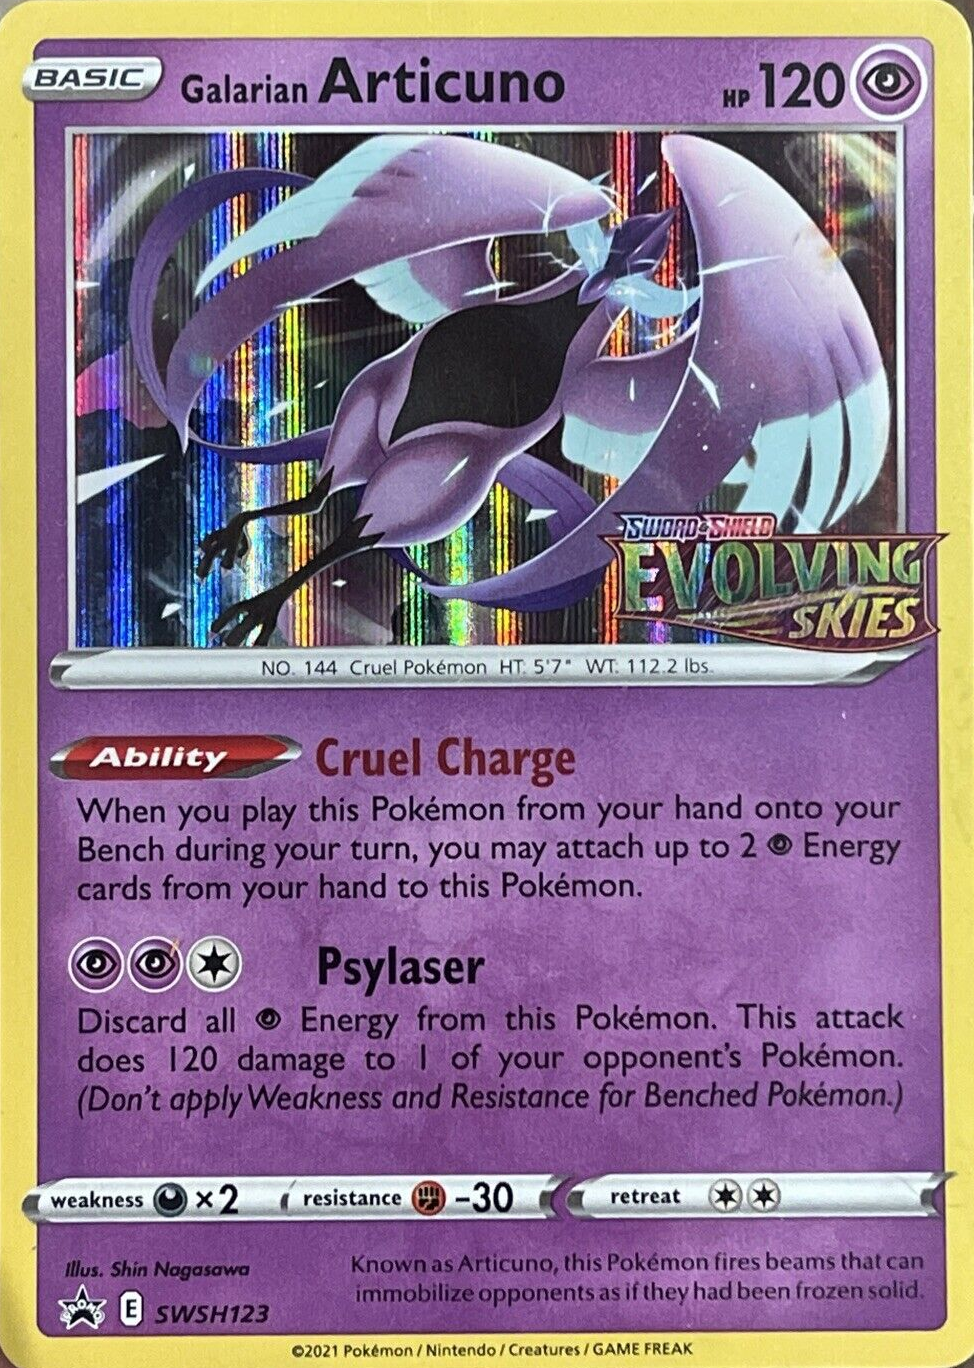 BASIC Galarian Articuno HP 120
SWORD & SHIELD
EVOLVING
SKIES
NO. 144 Cruel Pokémon HT: 5'7" WT: 112.2 lbs.
Ability Cruel Charge
When you play this Pokémon from your hand onto your
Bench during your turn, you may attach up to 2 Energy
cards from your hand to this Pokémon.
Psylaser
Discard all Energy from this Pokémon. This attack
does 120 damage to 1 of your opponent's Pokémon.
(Don't apply Weakness and Resistance for Benched Pokémon.)
weakness ×2 resistance -30 retreat
Illus. Shin Nagasawa
Known as Articuno, this Pokémon fires beams that can
immobilize opponents as if they had been frozen solid.
PROMO E SWSH123
©2021 Pokémon / Nintendo / Creatures / GAME FREAK